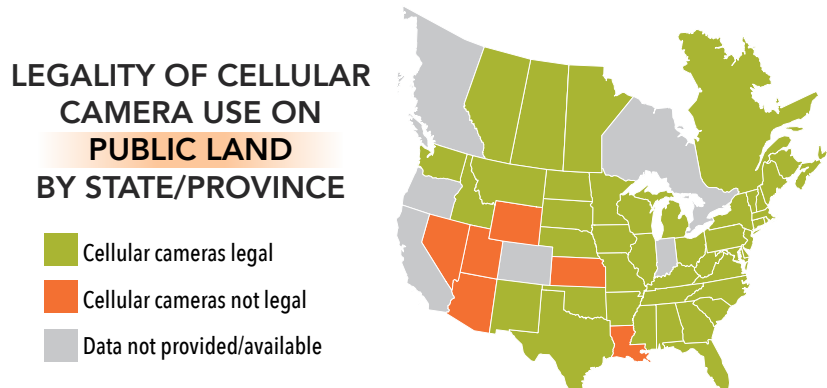 LEGALITY OF CELLULAR
CAMERA USE ON
PUBLIC LAND
BY STATE/PROVINCE
Cellular cameras legal
Cellular cameras not legal
Data not provided/available